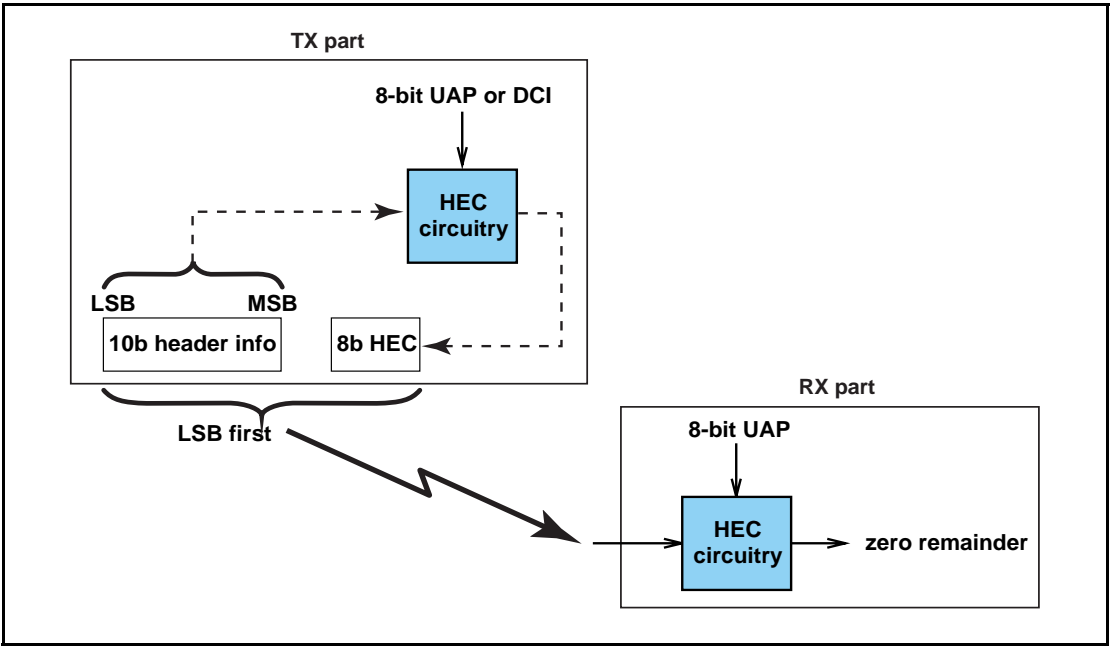 TX part
8-bit UAP or DCI
HEC
circuitry
LSB
MSB
10b header info
8b HEC
LSB first
RX part
8-bit UAP
HEC
circuitry
zero remainder